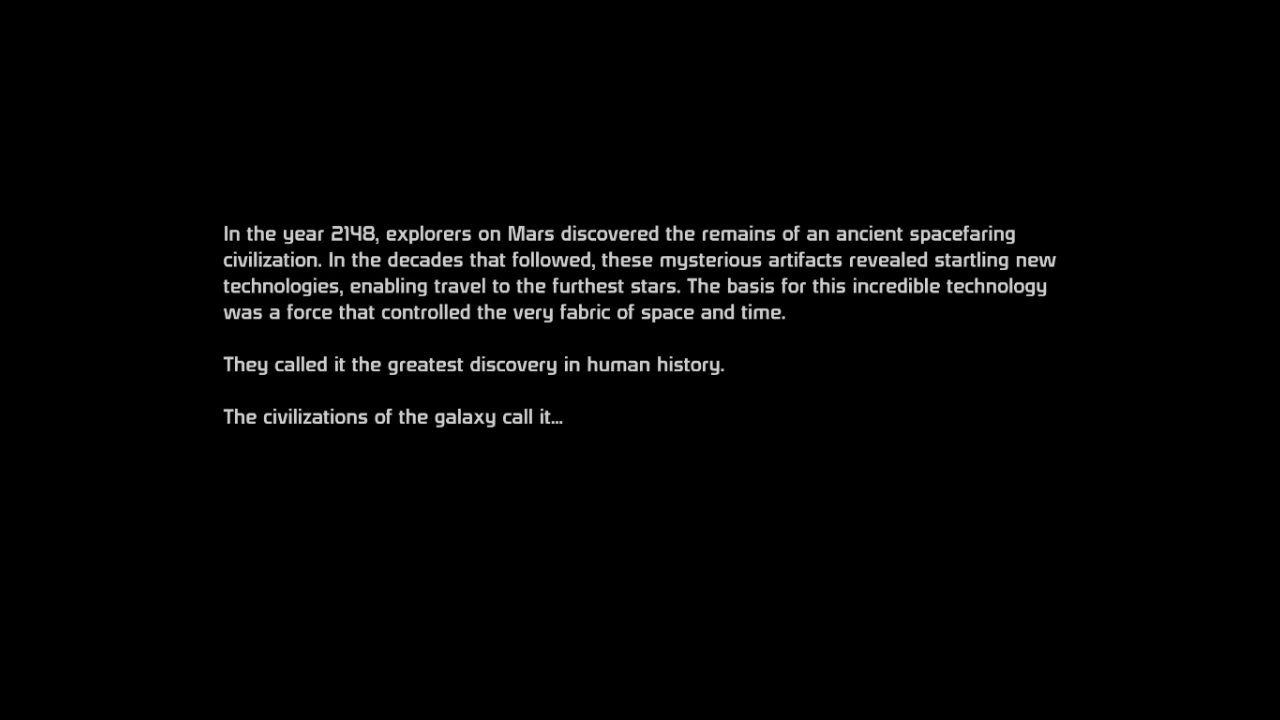 In the year 2148, explorers on Mars discovered the remains of an ancient spacefaring
civilization. In the decades that followed, these mysterious artifacts revealed startling new
technologies, enabling travel to the furthest stars. The basis for this incredible technology
was a force that controlled the very fabric of space and time.
They called it the greatest discovery in human history.
The civilizations of the galaxy call it...